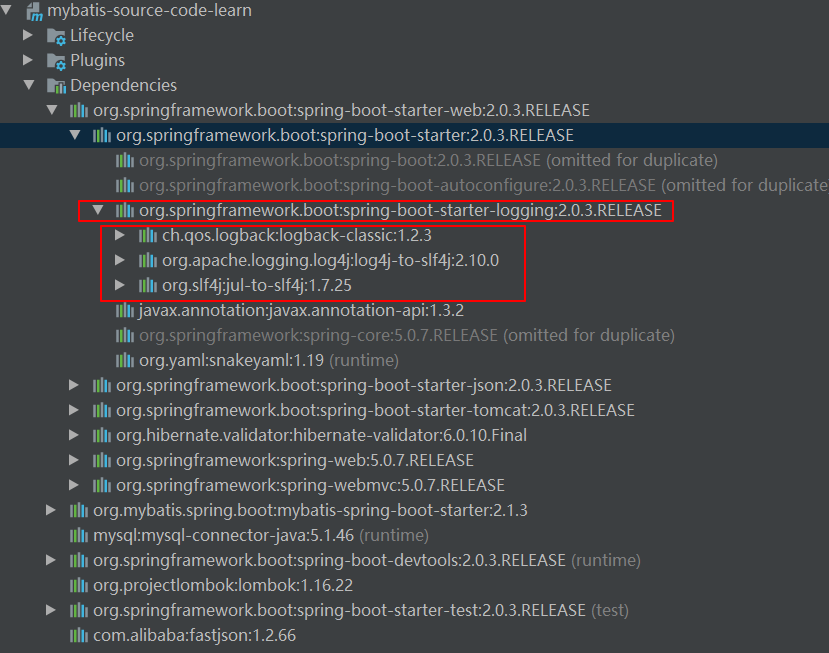 mybatis-source-code-learn
Lifecycle
Plugins
Dependencies
org.springframework.boot:spring-boot-starter-web:2.0.3.RELEASE
org.springframework.boot:spring-boot-starter:2.0.3.RELEASE
org.springframework.boot:spring-boot:2.0.3.RELEASE (omitted for duplicate)
org.springframework.boot:spring-boot-autoconfigure:2.0.3.RELEASE (omitted for duplicate
org.springframework.boot:spring-boot-starter-logging:2.0.3.RELEASE
ch.qos.logback:logback-classic:1.2.3
org.apache.logging.log4j:log4j-to-slf4j:2.10.0
org.slf4j:jul-to-slf4j:1.7.25
javax.annotation:javax.annotation-api:1.3.2
org.springframework:spring-core:5.0.7.RELEASE (omitted for duplicate)
org.yaml:snakeyaml:1.19 (runtime)
org.springframework.boot:spring-boot-starter-json:2.0.3.RELEASE
org.springframework.boot:spring-boot-starter-tomcat:2.0.3.RELEASE
org.hibernate.validator:hibernate-validator:6.0.10.Final
org.springframework:spring-web:5.0.7.RELEASE
org.springframework:spring-webmvc:5.0.7.RELEASE
org.mybatis.spring.boot:mybatis-spring-boot-starter:2.1.3
mysql:mysql-connector-java:5.1.46 (runtime)
org.springframework.boot:spring-boot-devtools:2.0.3.RELEASE (runtime)
org.projectlombok:lombok:1.16.22
org.springframework.boot:spring-boot-starter-test:2.0.3.RELEASE (test)
com.alibaba:fastjson:1.2.66